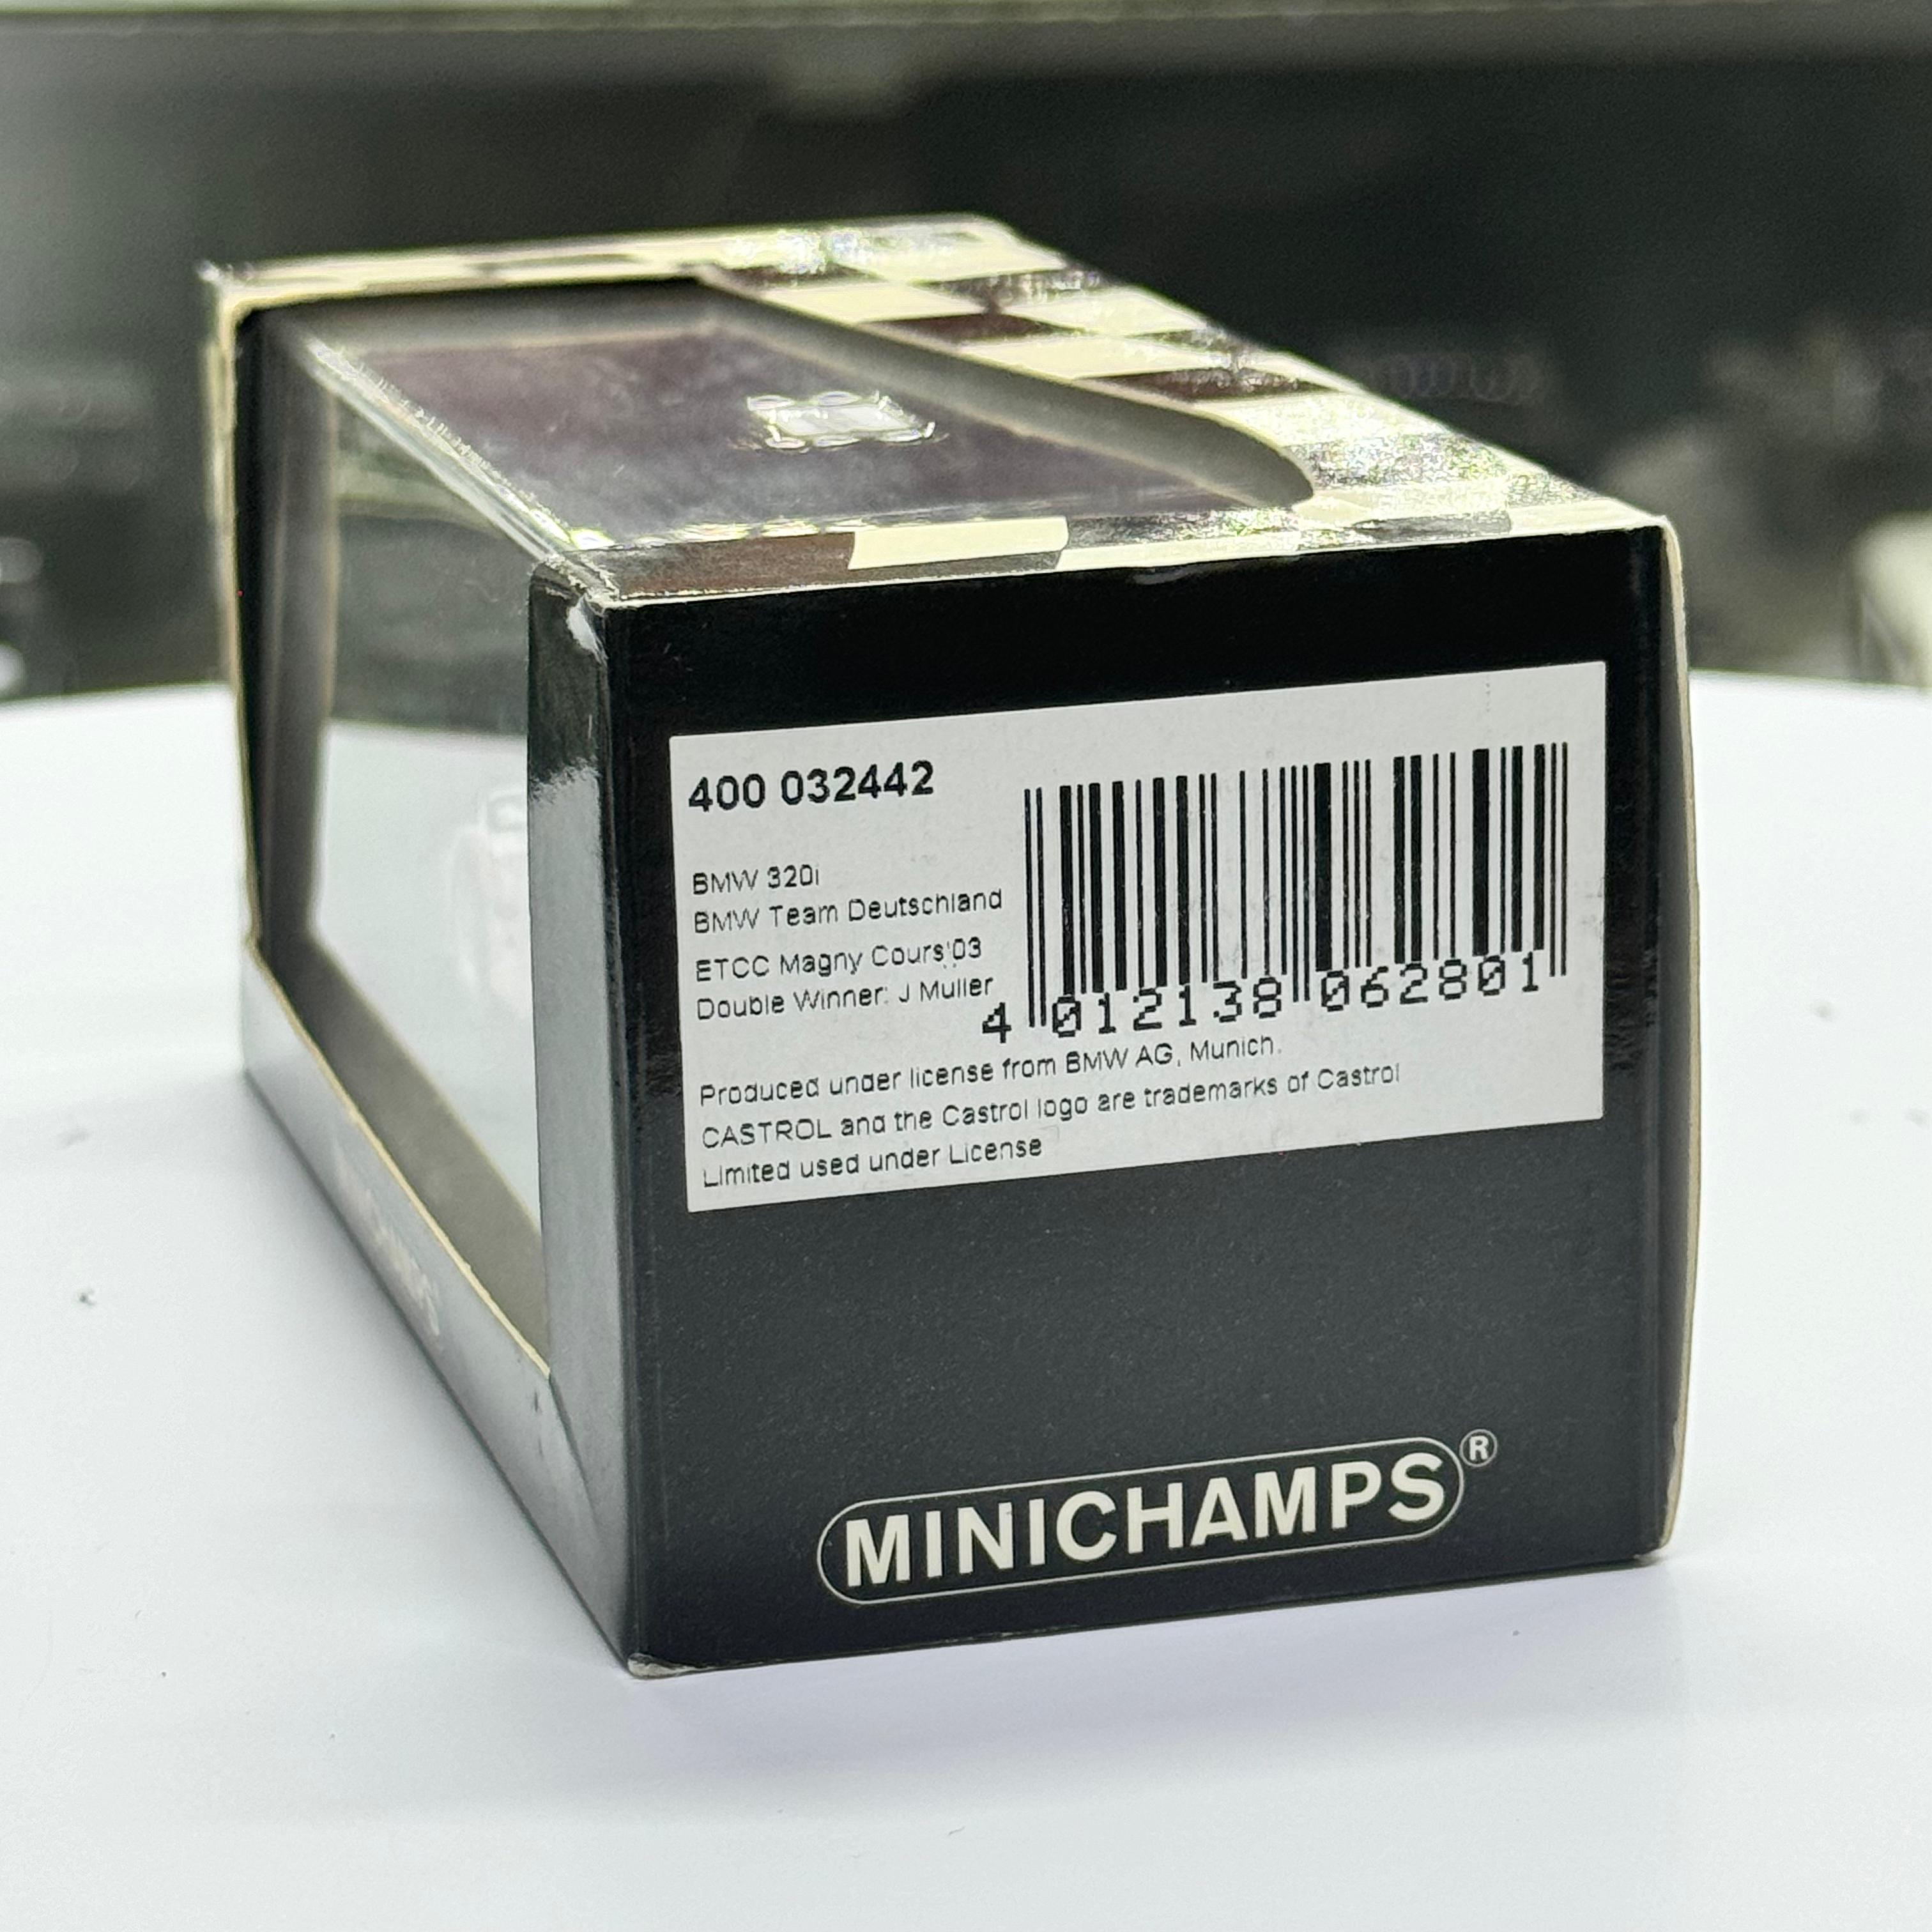 400 032442
BMW 320i
BMW Team Deutschland
ETCC Magny Cours'03
Double Winner: J Muller
4 012138 062801
Produced under license from BMW AG, Munich.
CASTROL and the Castrol logo are trademarks of Castrol
Limited used under License
MINICHAMPS®